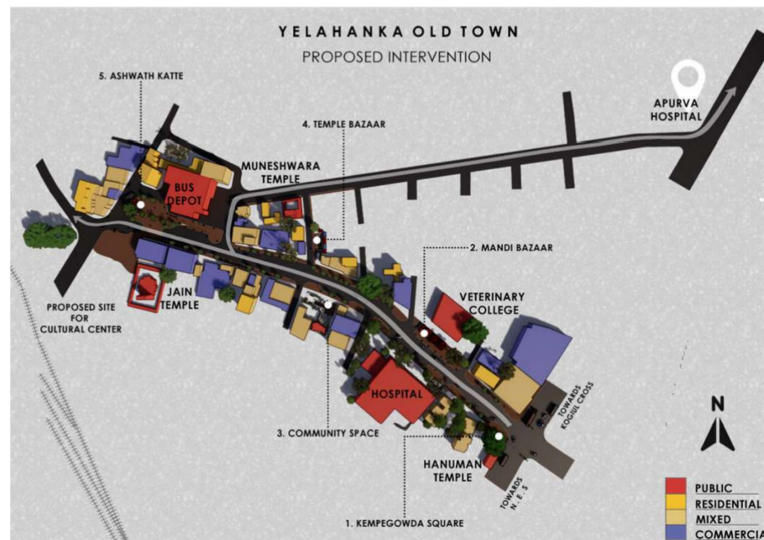 YELAHANKA OLD TOWN
PROPOSED INTERVENTION
5. ASHWATH KATTE
APURVA
HOSPITAL
4. TEMPLE BAZAAR
MUNESHWARA
TEMPLE
BUS
DEPOT
2. MANDI BAZAAR
VETERINARY
COLLEGE
JAIN
TEMPLE
PROPOSED SITE
FOR
CULTURAL CENTER
HOSPITAL
TOWARDS
KOGIUL CROSS
3. COMMUNITY SPACE
N
HANUMAN
TEMPLE
TOWARDS
N. E. S
1. KEMPEGOWDA SQUARE
PUBLIC
RESIDENTIAL
MIXED
COMMERCIA